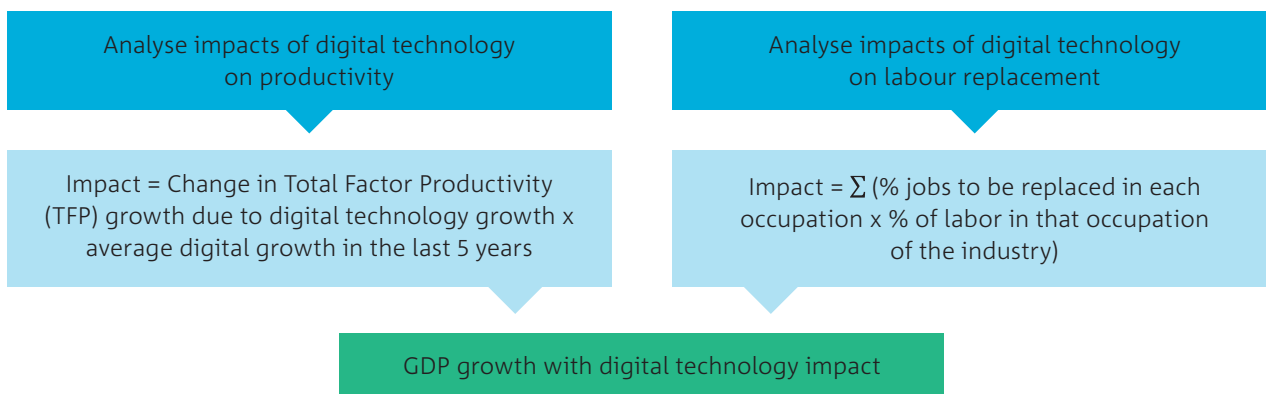 Analyse impacts of digital technology
on productivity
Analyse impacts of digital technology
on labour replacement
Impact = Change in Total Factor Productivity
(TFP) growth due to digital technology growth x
average digital growth in the last 5 years
Impact = Σ (% jobs to be replaced in each
occupation x % of labor in that occupation
of the industry)
GDP growth with digital technology impact